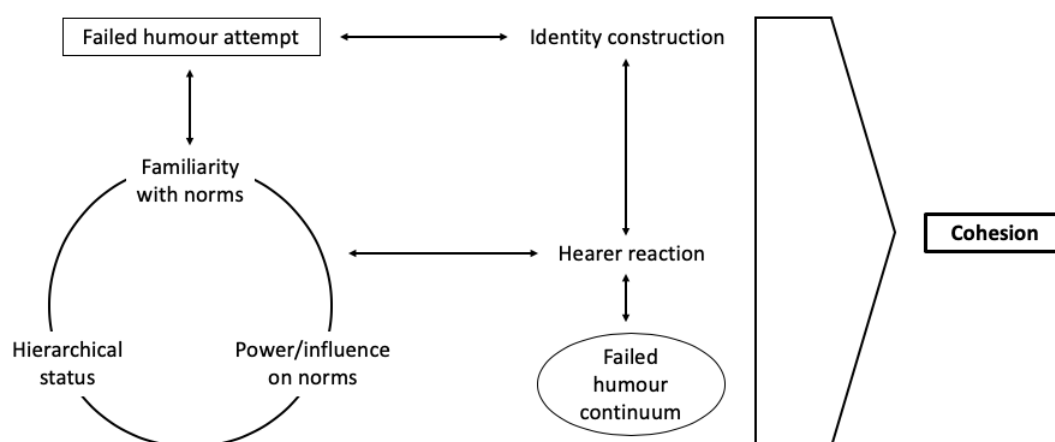 Failed humour attempt
Identity construction
Familiarity
with norms
Cohesion
Hearer reaction
Hierarchical
status
Power/influence
on norms
Failed
humour
continuum